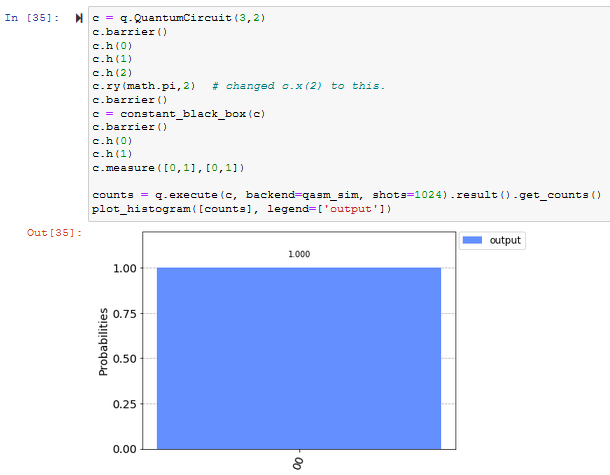 In [35]:
c = q.QuantumCircuit(3,2)
c.barrier()
c.h(0)
c.h(1)
c.h(2)
c.ry(math.pi,2)  # changed c.x(2) to this.
c.barrier()
c = constant_black_box(c)
c.barrier()
c.h(0)
c.h(1)
c.measure([0,1],[0,1])
counts = q.execute(c, backend=qasm_sim, shots=1024).result().get_counts()
plot_histogram([counts], legend=['output'])
Out[35]:
output
1.000
1.00
0.75
0.50
0.25
0.00
Probabilities
00